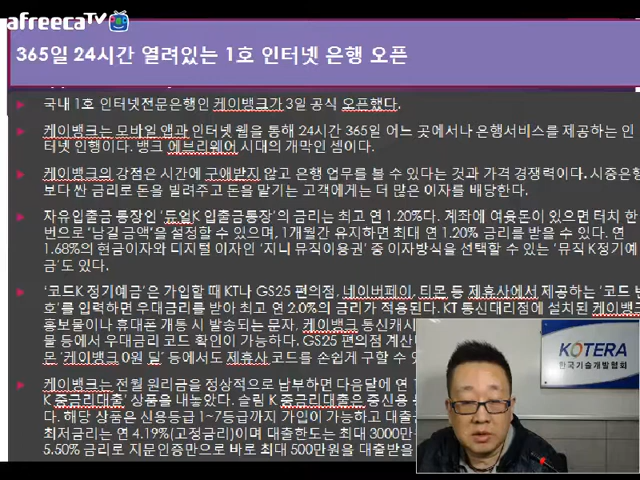 afreecaTV
365일 24시간 열려있는 1호 인터넷 은행 오픈
국내 1호 인터넷전문은행인 케이뱅크가 3일 공식 오픈했다.
케이뱅크는 모바일 앱과 인터넷 웹을 통해 24시간 365일 어느 곳에서나 은행서비스를 제공하는 인
터넷 인행이다. 뱅크 에브리웨어 시대의 개막인 셈이다.
케이뱅크의 강점은 시간에 구애받지 않고 은행 업무를 볼 수 있다는 것과 가격 경쟁력이다. 시중은행
보다 싼 금리로 돈을 빌려주고 돈을 맡기는 고객에게는 더 많은 이자를 배당한다.
자유입출금 통장인 '듀얼K 입출금통장'의 금리는 최고 연 1.20%다. 계좌에 여윳돈이 있으면 터치 한
번으로 '남길 금액'을 설정할 수 있으며, 1개월간 유지하면 최대 연 1.20% 금리를 받을 수 있다. 연
1.68%의 현금이자와 디지털 이자인 '지니 뮤직이용권' 중 이자방식을 선택할 수 있는 '뮤직K정기예
금'도 있다.
'코드K 정기예금'은 가입할 때 KT나 GS25 편의점, 네이버페이, 티몬 등 제휴사에서 제공하는 '코드 번
호'를 입력하면 우대금리를 받아 최고 연 2.0%의 금리가 적용된다. KT 통신대리점에 설치된 케이뱅크
홍보물이나 휴대폰 개통 시 발송되는 문자, 케이뱅크 통신캐시
물 등에서 우대금리 코드 확인이 가능하다. GS25 편의점 계산
몬 '케이뱅크 0원 딜' 등에서도 제휴사 코드를 손쉽게 구할 수
케이뱅크는 전월 원리금을 정상적으로 납부하면 다음달에 연 1
K 중금리대출' 상품을 내놓았다. 슬림 K 중금리대출은 중신용
다. 해당 상품은 신용등급 1~7등급까지 가입이 가능하고 대출
최저금리는 연 4.19%(고정금리)이며 대출한도는 최대 3000만
5.50% 금리로 지문인증만으로 바로 최대 500만원을 대출받을
KOTERA
한국기술개발협회